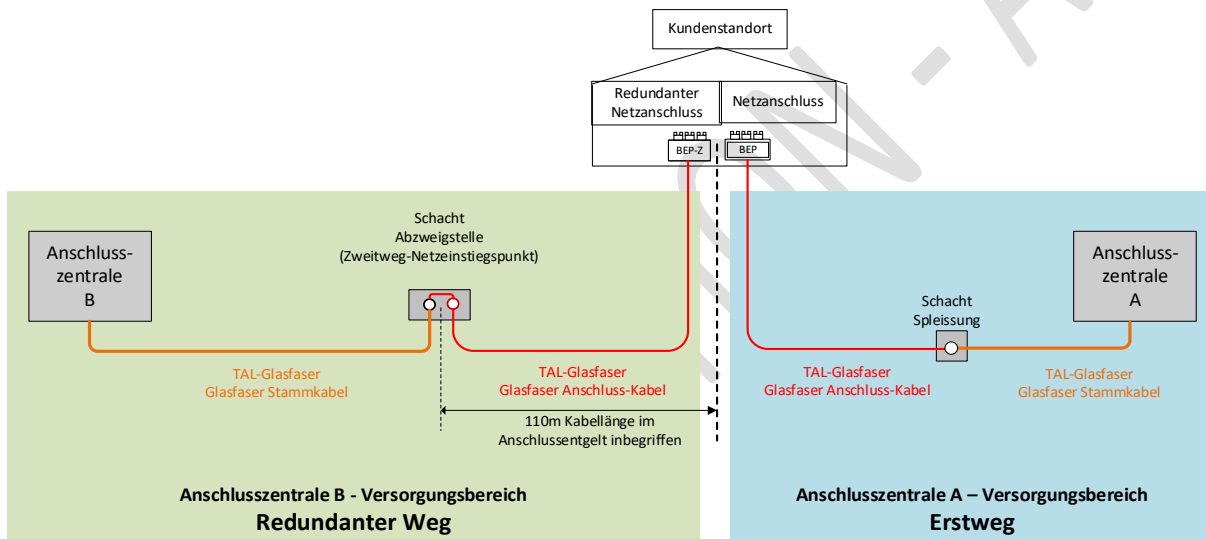 Kundenstandort
Redundanter
Netzanschluss
Netzanschluss
BEP-Z
BEP
Anschluss-
zentrale
B
Schacht
Abzweigstelle
(Zweitweg-Netzeinstiegspunkt)
Schacht
Spleissung
Anschluss-
zentrale
A
TAL-Glasfaser
Glasfaser Stammkabel
TAL-Glasfaser
Glasfaser Anschluss-Kabel
TAL-Glasfaser
Glasfaser Anschluss-Kabel
TAL-Glasfaser
Glasfaser Stammkabel
110m Kabellänge im
Anschlussentgelt inbegriffen
Anschlusszentrale B - Versorgungsbereich
Redundanter Weg
Anschlusszentrale A – Versorgungsbereich
Erstweg